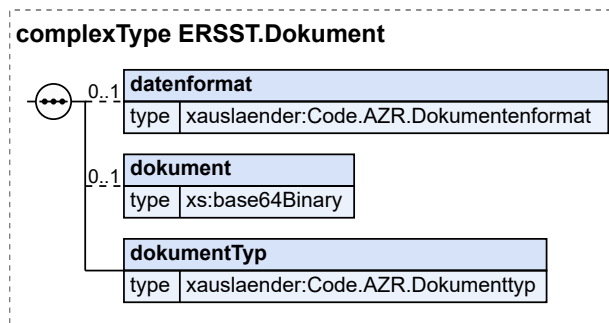 complexType ERSST.Dokument
0..1
datenformat
type xauslaender:Code.AZR.Dokumentenformat
0..1
dokument
type xs:base64Binary
dokumentTyp
type xauslaender:Code.AZR.Dokumenttyp